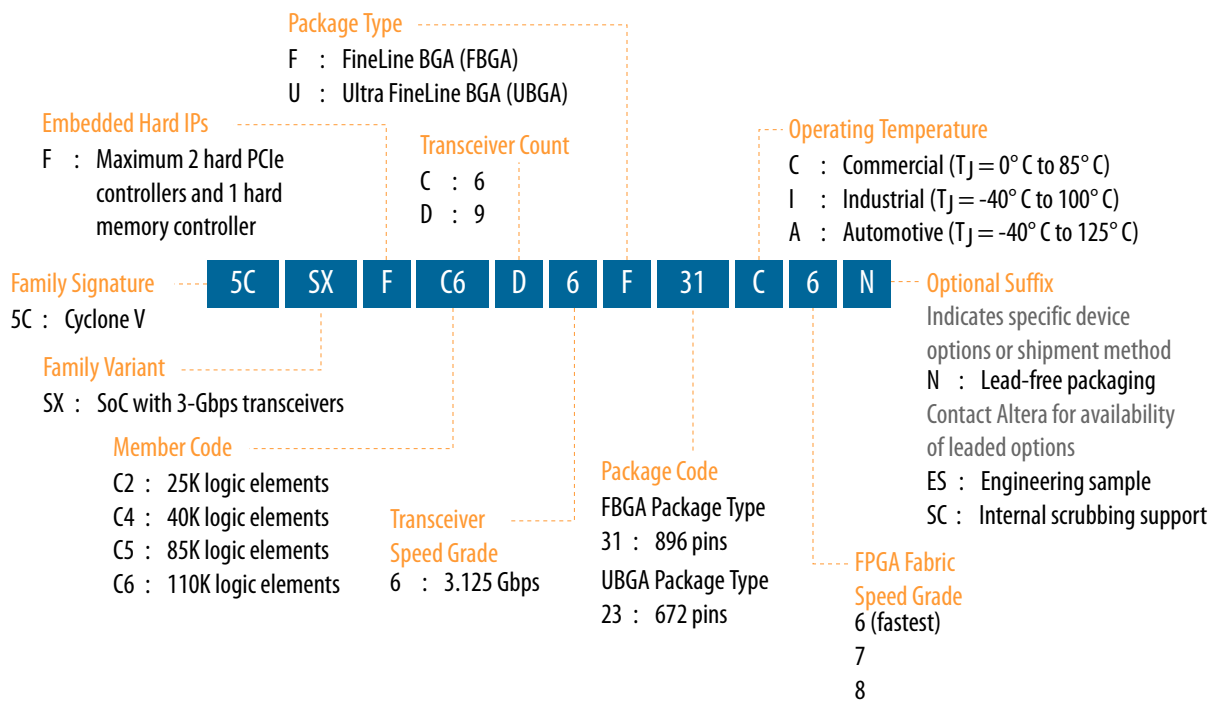 Package Type
F : FineLine BGA (FBGA)
U : Ultra FineLine BGA (UBGA)
Embedded Hard IPs
F : Maximum 2 hard PCIe
controllers and 1 hard
memory controller
Transceiver Count
C : 6
D : 9
Operating Temperature
C : Commercial (TJ = 0° C to 85° C)
I : Industrial (TJ = -40° C to 100° C)
A : Automotive (TJ = -40° C to 125° C)
Family Signature
5C : Cyclone V
5C SX F C6 D 6 F 31 C 6 N
Optional Suffix
Indicates specific device
options or shipment method
N : Lead-free packaging
Contact Altera for availability
of leaded options
ES : Engineering sample
SC : Internal scrubbing support
Family Variant
SX : SoC with 3-Gbps transceivers
Member Code
C2 : 25K logic elements
C4 : 40K logic elements
C5 : 85K logic elements
C6 : 110K logic elements
Transceiver
Speed Grade
6 : 3.125 Gbps
Package Code
FBGA Package Type
31 : 896 pins
UBGA Package Type
23 : 672 pins
FPGA Fabric
Speed Grade
6 (fastest)
7
8